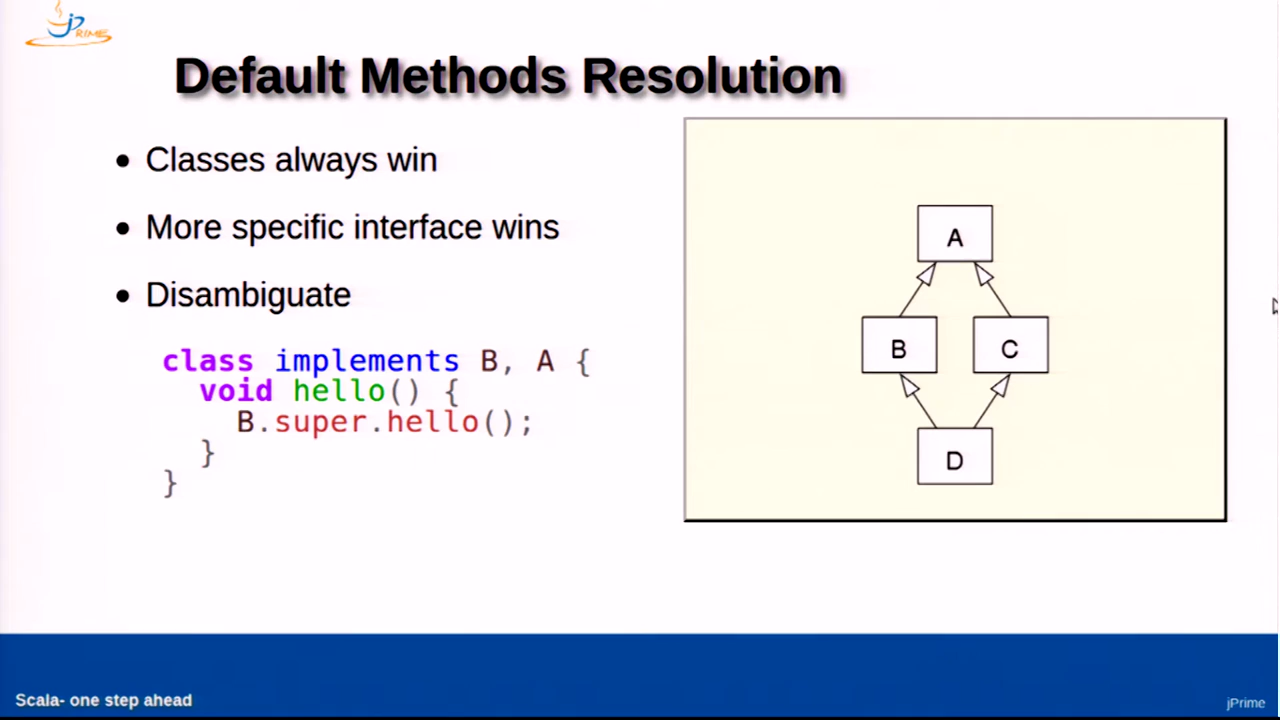 jPRIME
Default Methods Resolution
• Classes always win
• More specific interface wins
• Disambiguate
class implements B, A {
  void hello() {
    B.super.hello();
  }
}
A
B C
D
Scala- one step ahead
jPrime